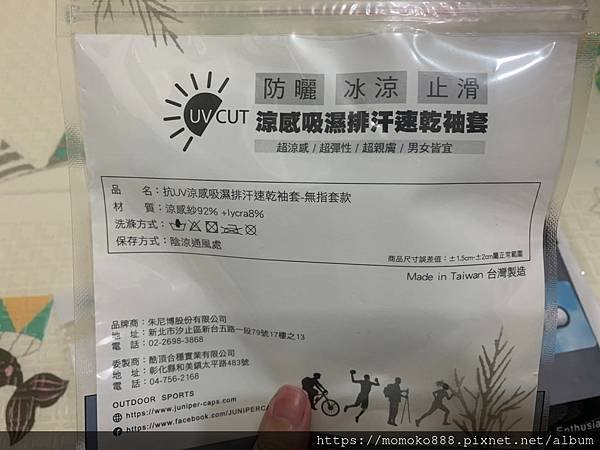 UV CUT
防曬 冰涼 止滑
涼感吸濕排汗速乾袖套
超涼感/超彈性/超親膚/男女皆宜
品 名：抗UV涼感吸濕排汗速乾袖套-無指套款
材 質：涼感紗92% +lycra8%
洗滌方式：
保存方式：陰涼通風處
商品尺寸誤差值：±1.5cm-±2cm屬正常範圍
Made in Taiwan 台灣製造
品牌商：朱尼博股份有限公司
地 址：新北市汐止區新台五路一段79號17樓之13
電 話：02-2698-3868
委製商：酷頂合種實業有限公司
地 址：彰化縣和美鎮太平路483號
電 話：04-756-2168
OUTDOOR SPORTS
https://www.juniper-caps.com
https://www.facebook.com/JUNIPERCA
Enthusia
https://momoko888.pixnet.net/album